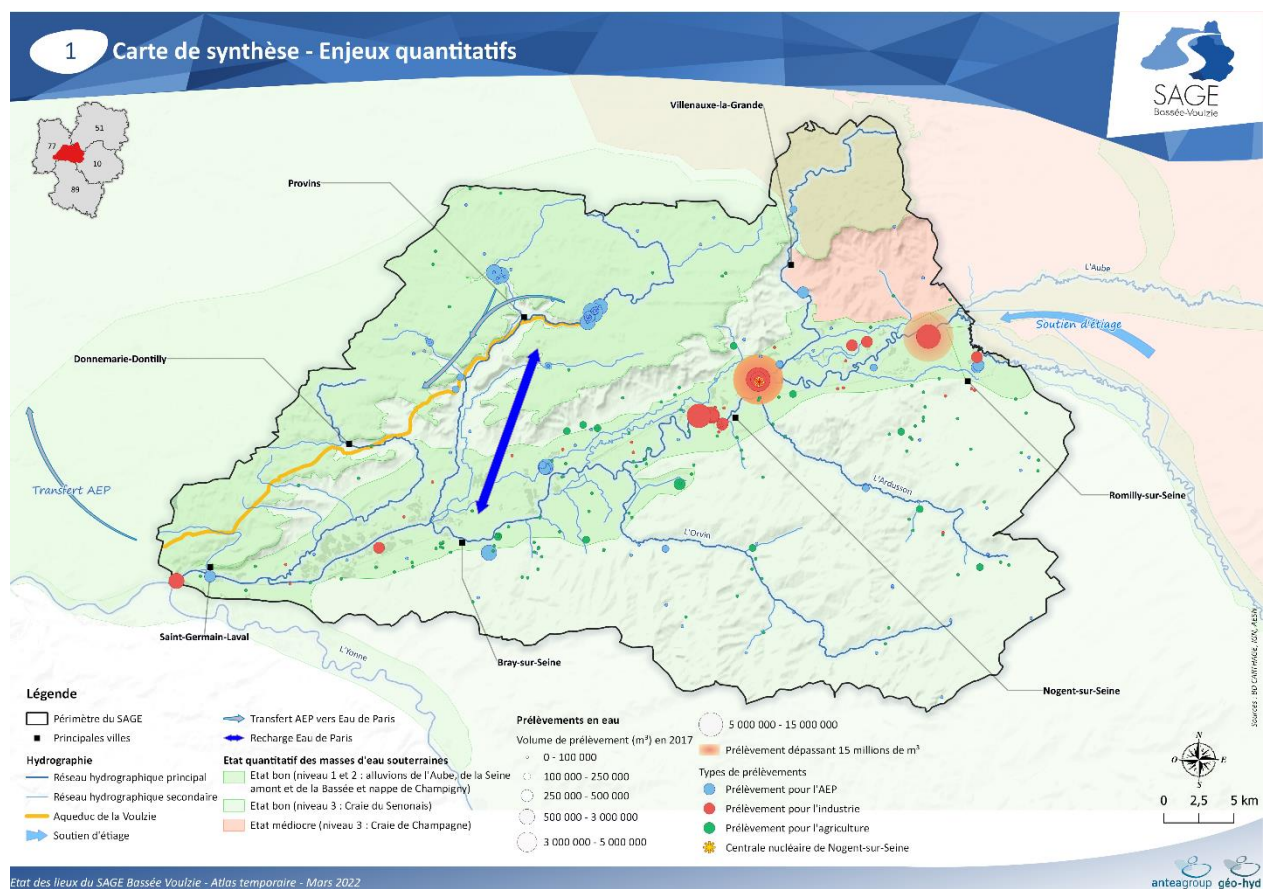 1 Carte de synthèse - Enjeux quantitatifs
SAGE
Bassée-Voulzie
51
77
10
89
Villenauxe-la-Grande
Provins
L'Aube
Soutien d'étiage
Donnemarie-Dontilly
Transfert AEP
L'Ardusson
Romilly-sur-Seine
L'Orvin
Saint-Germain-Laval
L'Yonne
Bray-sur-Seine
Nogent-sur-Seine
Sources : BD CARTHAGE, IGN, AESN
Légende
Périmètre du SAGE
Principales villes
Hydrographie
Réseau hydrographique principal
Réseau hydrographique secondaire
Aqueduc de la Voulzie
Soutien d'étiage
Transfert AEP vers Eau de Paris
Recharge Eau de Paris
Etat quantitatif des masses d'eau souterraines
Etat bon (niveau 1 et 2 : alluvions de l'Aube, de la Seine
amont et de la Bassée et nappe de Champigny)
Etat bon (niveau 3 : Craie du Senonais)
Etat médiocre (niveau 3 : Craie de Champagne)
Prélèvements en eau
Volume de prélèvement (m³) en 2017
0 - 100 000
100 000 - 250 000
250 000 - 500 000
500 000 - 3 000 000
3 000 000 - 5 000 000
5 000 000 - 15 000 000
Prélèvement dépassant 15 millions de m³
Types de prélèvements
Prélèvement pour l'AEP
Prélèvement pour l'industrie
Prélèvement pour l'agriculture
Centrale nucléaire de Nogent-sur-Seine
N
O
E
S
0 2,5 5 km
Etat des lieux du SAGE Bassée Voulzie - Atlas temporaire - Mars 2022
anteagroup géo-hyd